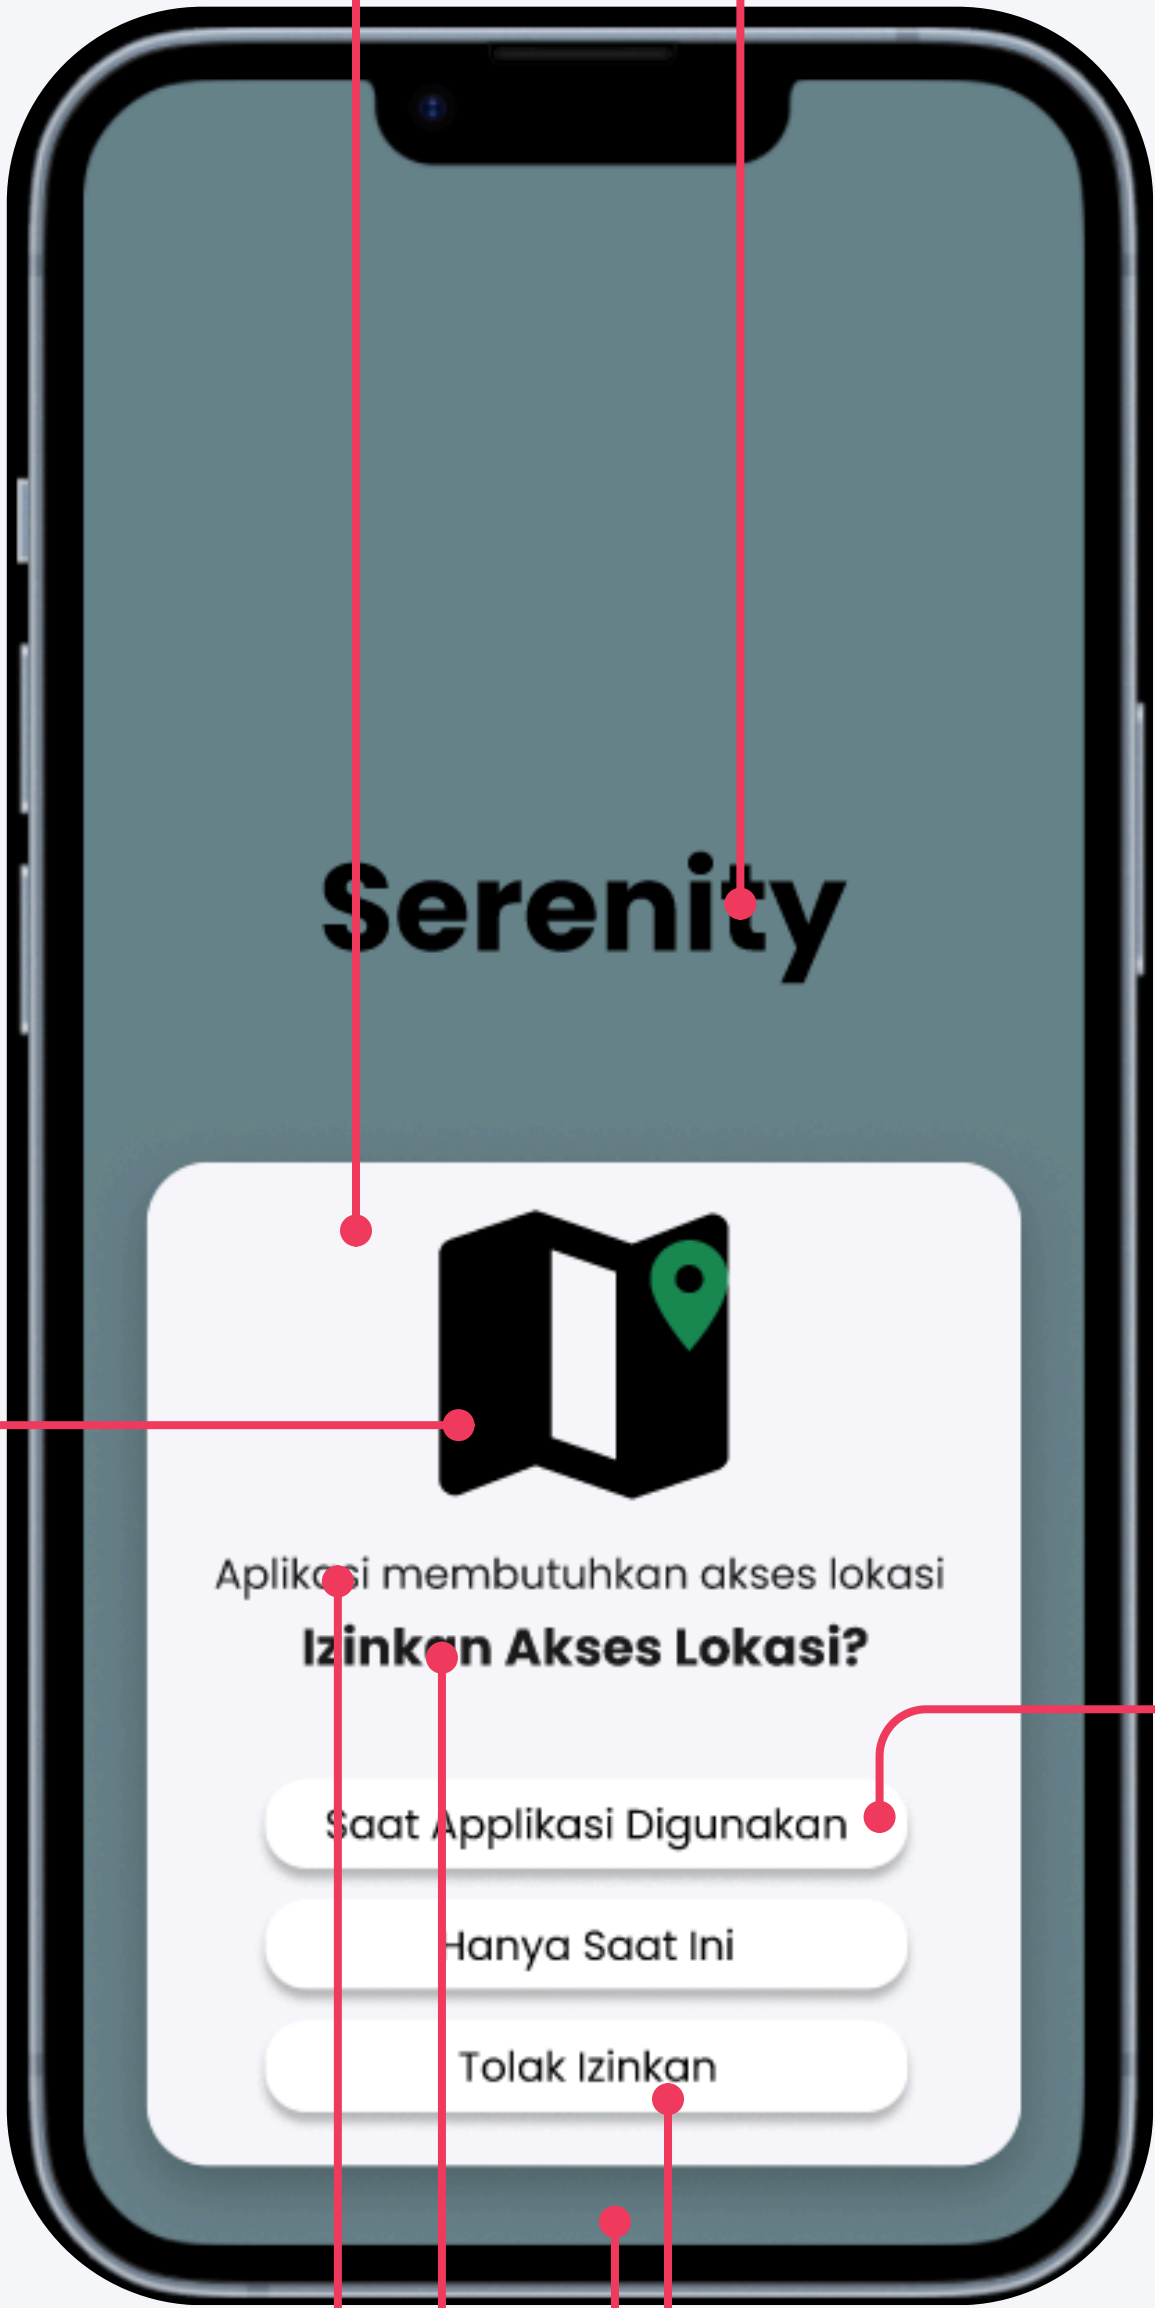 Serenity
Aplikasi membutuhkan akses lokasi
Izinkan Akses Lokasi?
Saat Applikasi Digunakan
Hanya Saat Ini
Tolak Izinkan